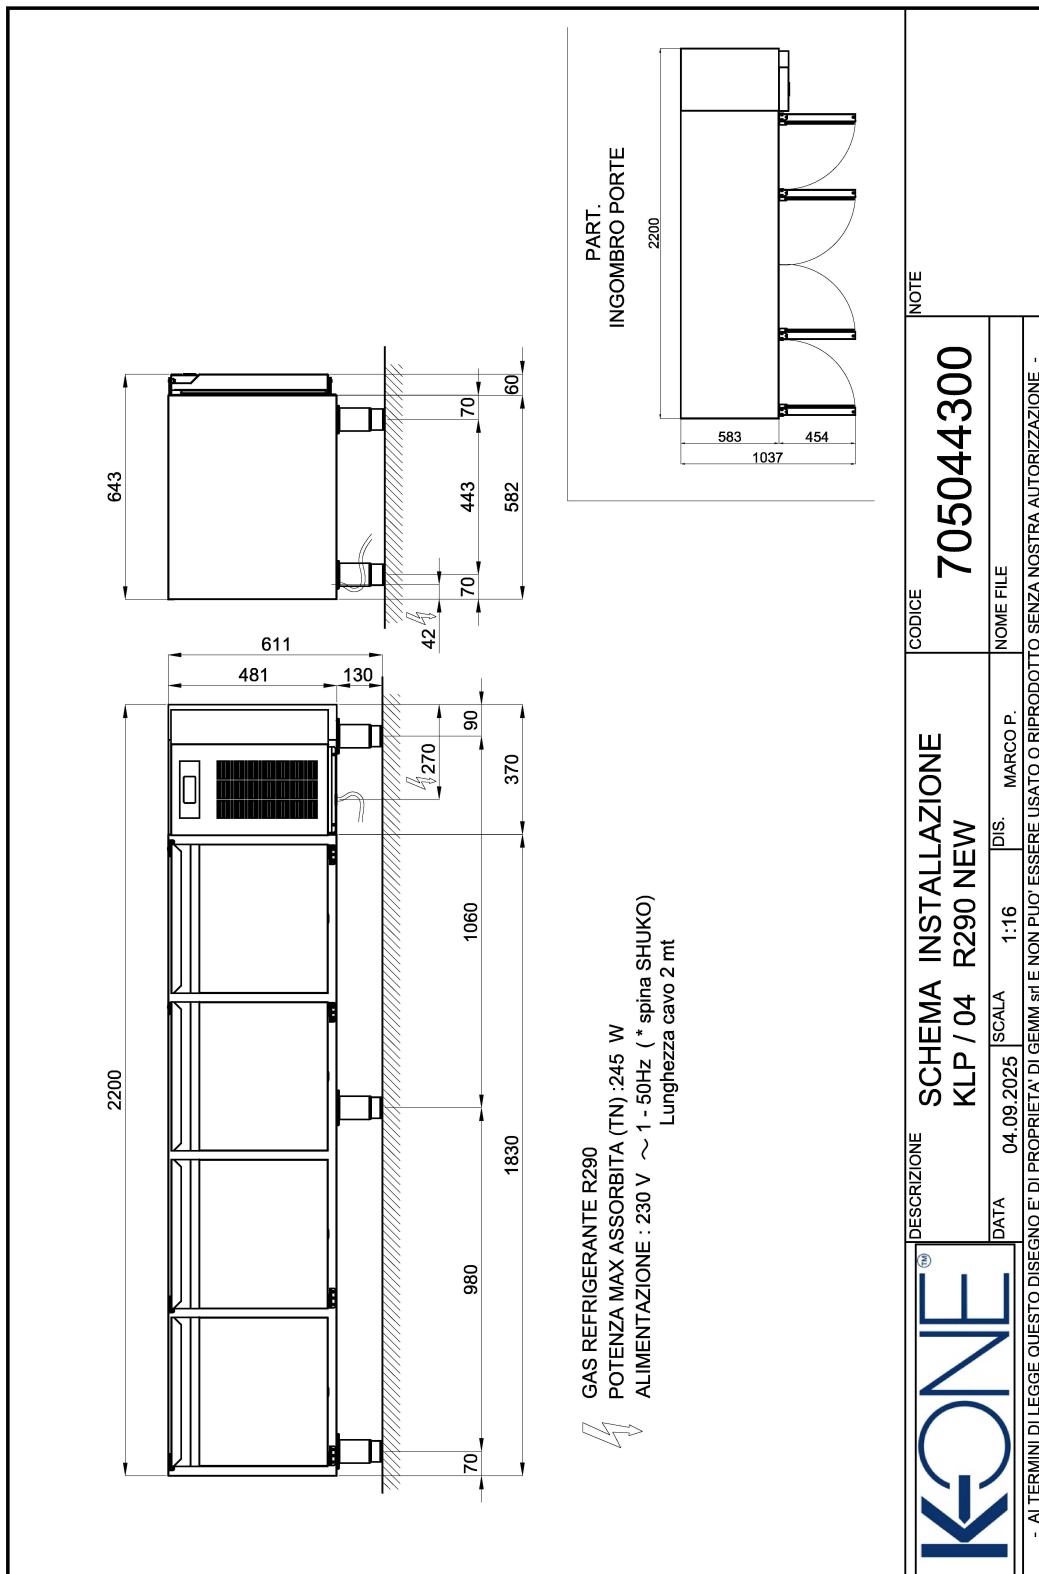 643
60
70
443
582
70
42
611
481
130
2200
90
270
370
1060
1830
980
70
PART.
INGOMBRO PORTE
2200
583
454
1037
GAS REFRIGERANTE R290
POTENZA MAX ASSORBITA (TN) :245 W
ALIMENTAZIONE : 230 V ~ 1 - 50Hz ( * spina SHUKO)
Lunghezza cavo 2 mt
K-ONE TM
DESCRIZIONE
SCHEMA INSTALLAZIONE
KLP / 04 R290 NEW
CODICE
705044300
NOTE
DATA
04.09.2025
SCALA
1:16
DIS.
MARCO P.
NOME FILE
- AI TERMINI DI LEGGE QUESTO DISEGNO E' DI PROPRIETA' DI GEMM srl E NON PUO' ESSERE USATO O RIPRODOTTO SENZA NOSTRA AUTORIZZAZIONE -